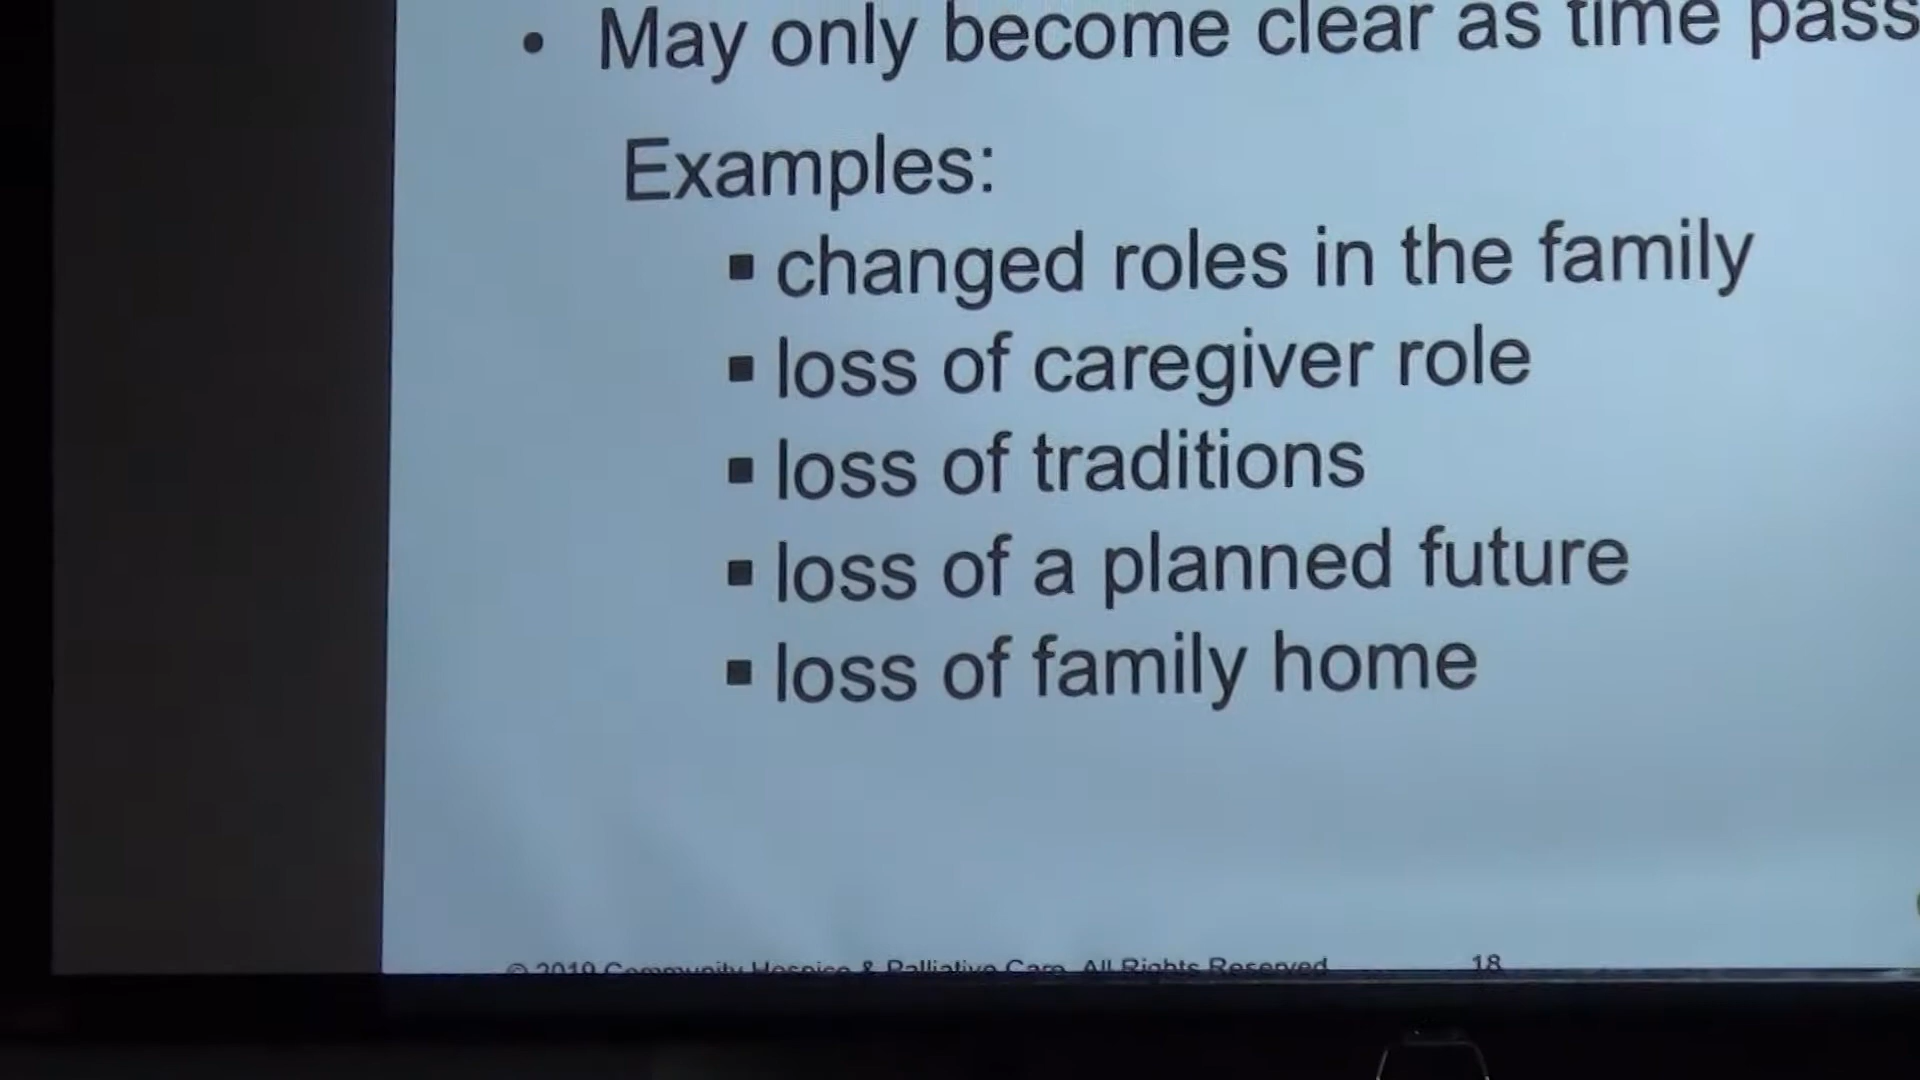 • May only become clear as time pass
Examples:
▪ changed roles in the family
▪ loss of caregiver role
▪ loss of traditions
▪ loss of a planned future
▪ loss of family home
© 2019 Community Hospice & Palliative Care, All Rights Reserved 18